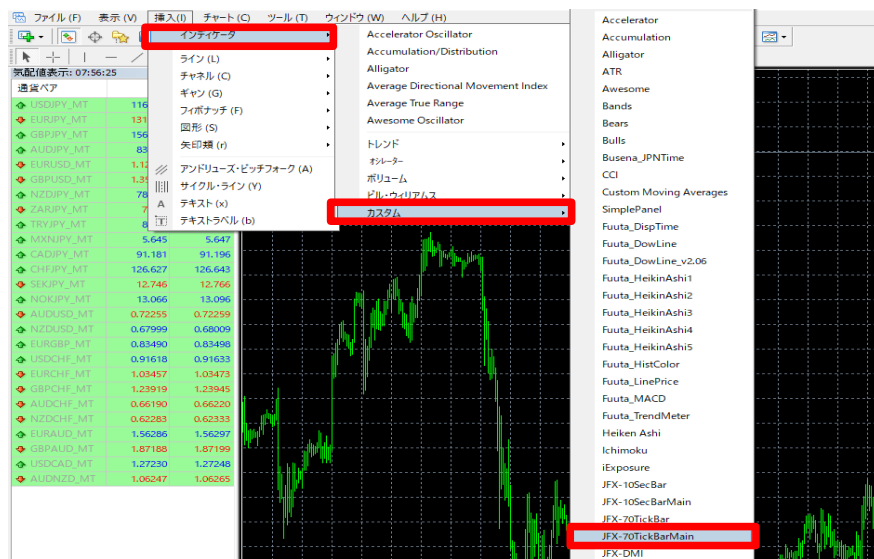 ファイル (F) 表示 (V) 挿入(I) チャート (C) ツール (T) ウィンドウ (W) ヘルプ (H)
インディケータ
ライン (L)
チャネル (C)
ギャン (G)
フィボナッチ (F)
図形 (S)
矢印類 (r)
アンドリューズ・ピッチフォーク (A)
サイクル・ライン (Y)
A テキスト (x)
T テキストラベル (b)
Accelerator Oscillator
Accumulation/Distribution
Alligator
Average Directional Movement Index
Average True Range
Awesome Oscillator
トレンド
オシレーター
ボリューム
ビル・ウィリアムス
カスタム
Accelerator
Accumulation
Alligator
ATR
Awesome
Bands
Bears
Bulls
Busena_JPNTime
CCI
Custom Moving Averages
SimplePanel
Fuuta_DispTime
Fuuta_DowLine
Fuuta_DowLine_v2.06
Fuuta_HeikinAshi1
Fuuta_HeikinAshi2
Fuuta_HeikinAshi3
Fuuta_HeikinAshi4
Fuuta_HeikinAshi5
Fuuta_HistColor
Fuuta_LinePrice
Fuuta_MACD
Fuuta_TrendMeter
Heiken Ashi
Ichimoku
iExposure
JFX-10SecBar
JFX-10SecBarMain
JFX-70TickBar
JFX-70TickBarMain
JFX-DMI
気配値表示: 07:56:25
通貨ペア
USDJPY_MT 116
EURJPY_MT 131
GBPJPY_MT 156
AUDJPY_MT 83
EURUSD_MT 1.12
GBPUSD_MT 1.35
NZDJPY_MT 78
ZARJPY_MT 7
TRYJPY_MT 8
MXNJPY_MT 5.645 5.647
CADJPY_MT 91.181 91.196
CHFJPY_MT 126.627 126.643
SEKJPY_MT 12.746 12.766
NOKJPY_MT 13.066 13.096
AUDUSD_MT 0.72255 0.72259
NZDUSD_MT 0.67999 0.68009
EURGBP_MT 0.83490 0.83498
USDCHF_MT 0.91618 0.91633
EURCHF_MT 1.03457 1.03473
GBPCHF_MT 1.23919 1.23945
AUDCHF_MT 0.66190 0.66220
NZDCHF_MT 0.62283 0.62333
EURAUD_MT 1.56286 1.56297
GBPAUD_MT 1.87188 1.87199
USDCAD_MT 1.27230 1.27248
AUDNZD_MT 1.06247 1.06265